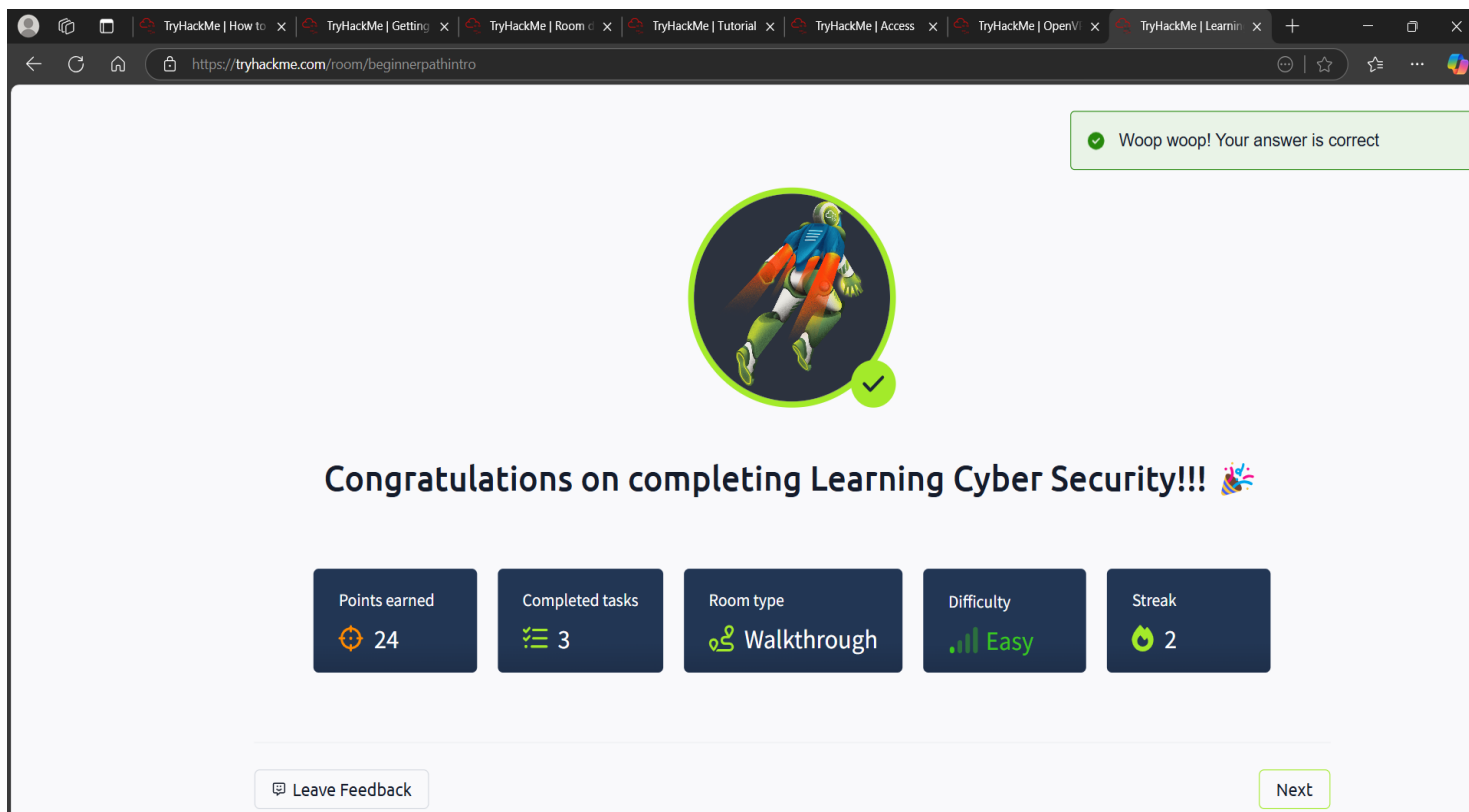 TryHackMe | How to
TryHackMe | Getting
TryHackMe | Room d
TryHackMe | Tutorial
TryHackMe | Access
TryHackMe | OpenV
TryHackMe | Learnin
https://tryhackme.com/room/beginnerpathintro
Woop woop! Your answer is correct
Congratulations on completing Learning Cyber Security!!! 🎉
Points earned
24
Completed tasks
3
Room type
Walkthrough
Difficulty
Easy
Streak
2
Leave Feedback
Next